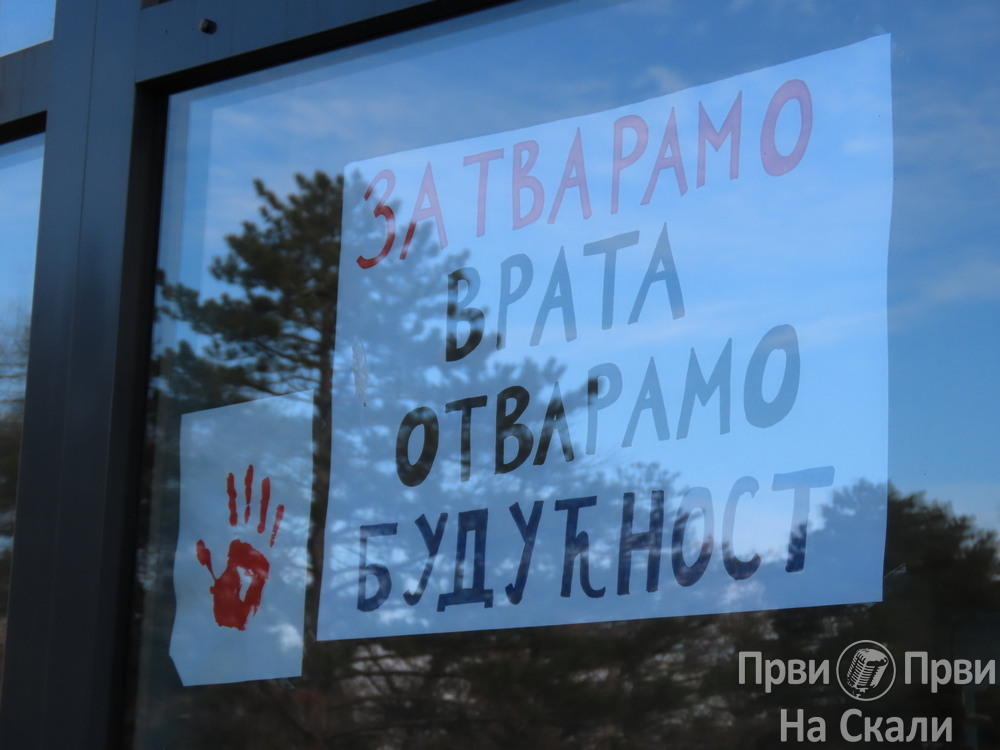 ЗАТВАРАМО
ВРАТА
ОТВАРАМО
БУДУЋНОСТ
Први Први
На Скали